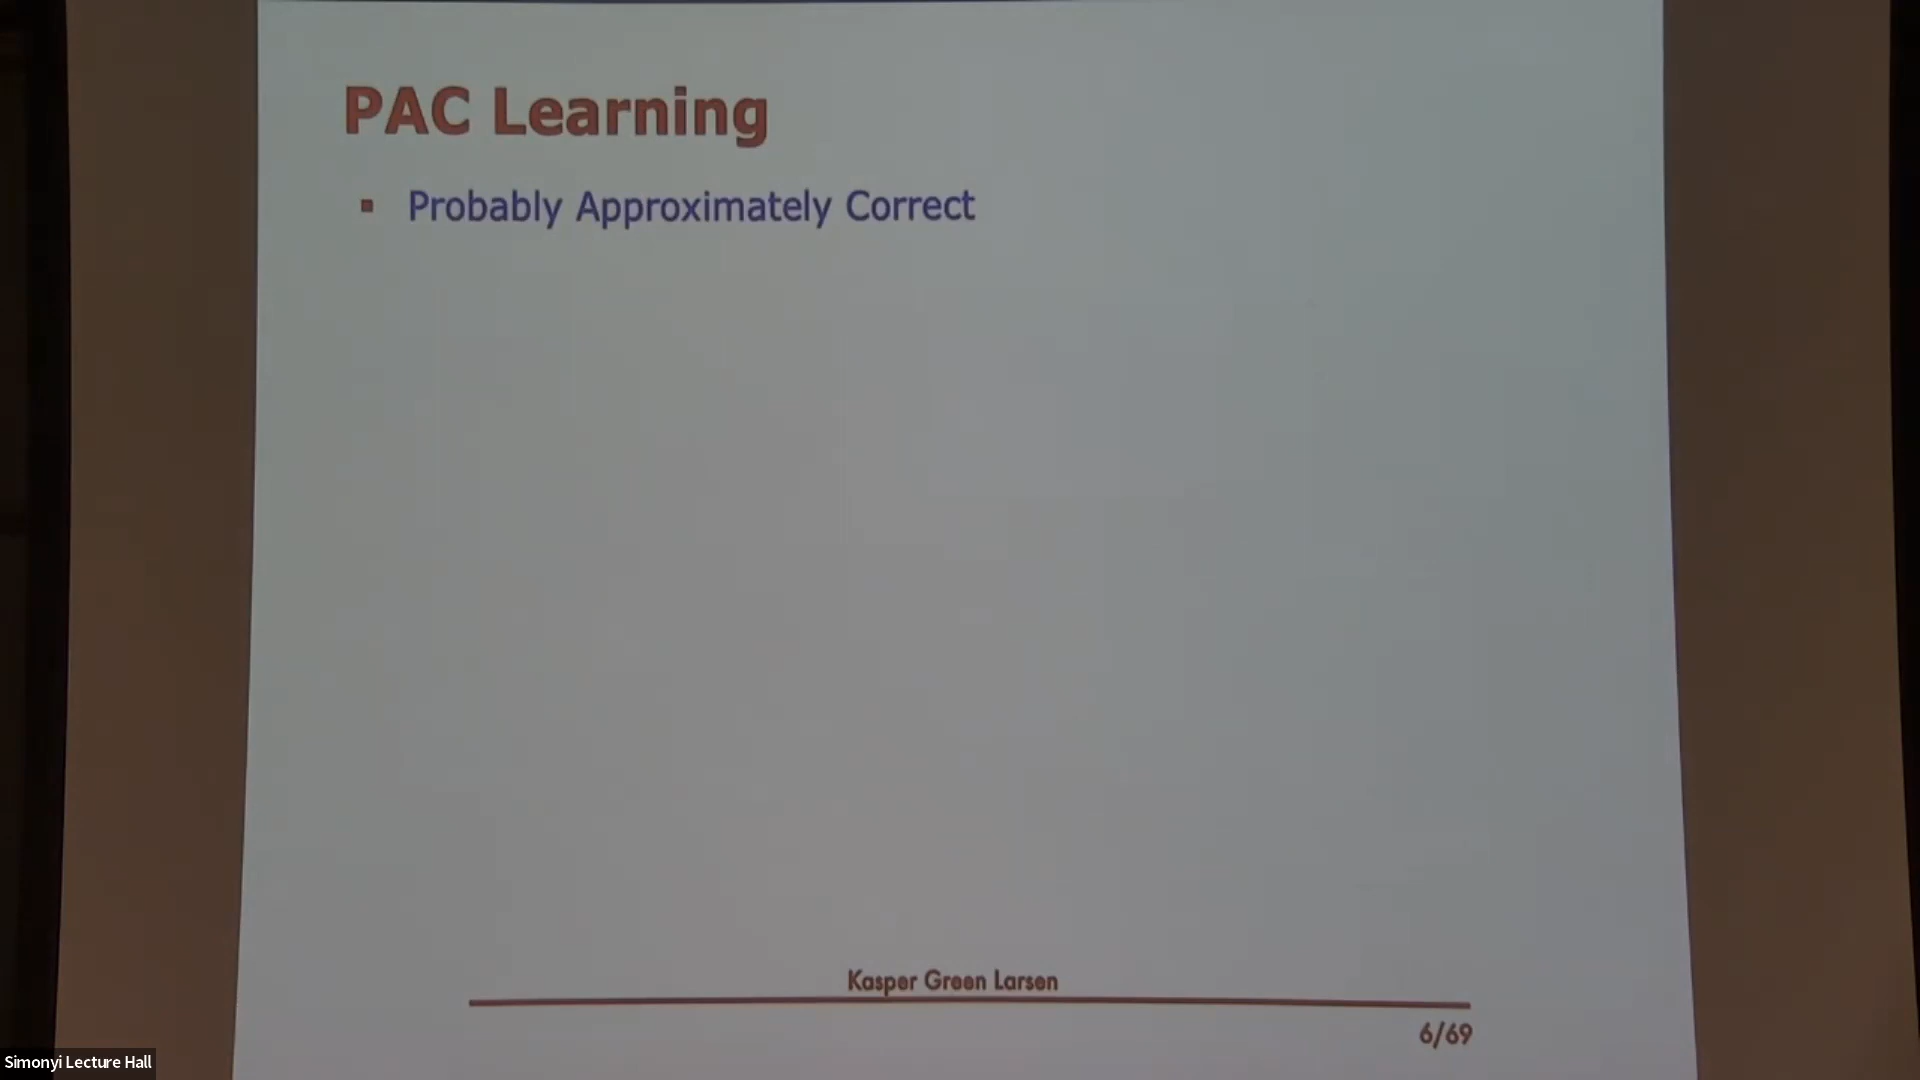 PAC Learning
▪ Probably Approximately Correct
Kasper Green Larsen
6/69
Simonyi Lecture Hall